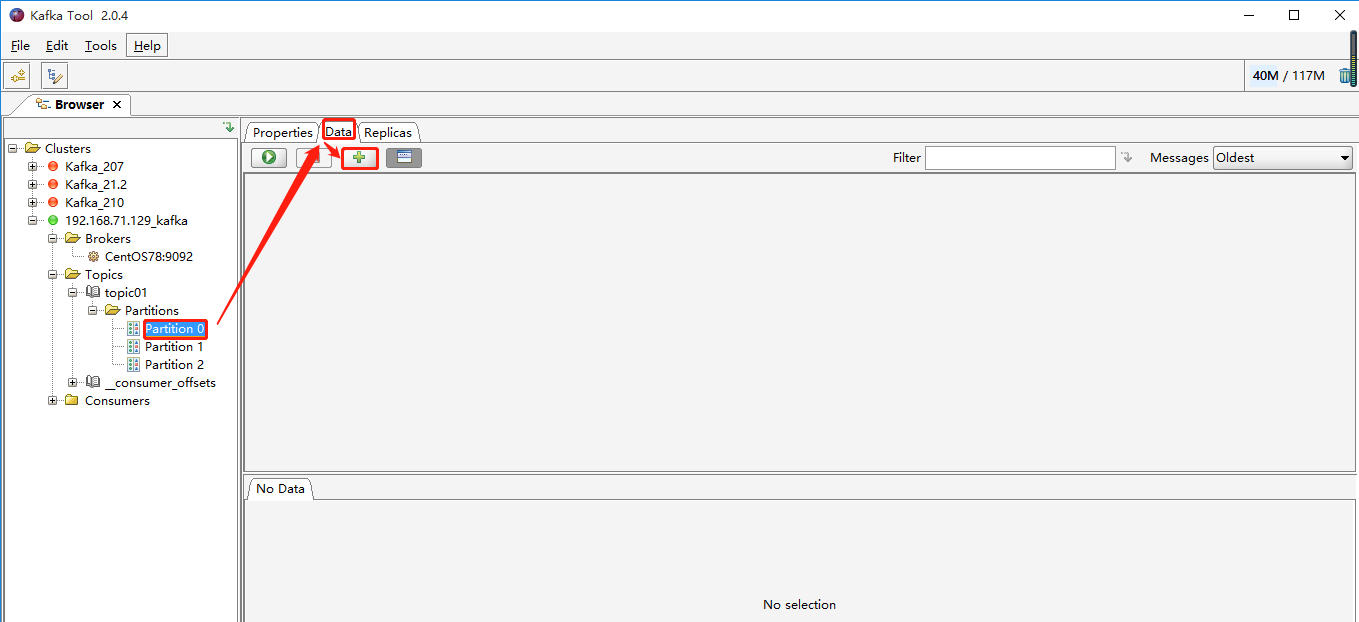 Kafka Tool 2.0.4
File Edit Tools Help
40M / 117M
Browser
Properties Data Replicas
Filter Messages Oldest
Clusters
Kafka_207
Kafka_21.2
Kafka_210
192.168.71.129_kafka
Brokers
CentOS78:9092
Topics
topic01
Partitions
Partition 0
Partition 1
Partition 2
__consumer_offsets
Consumers
No Data
No selection